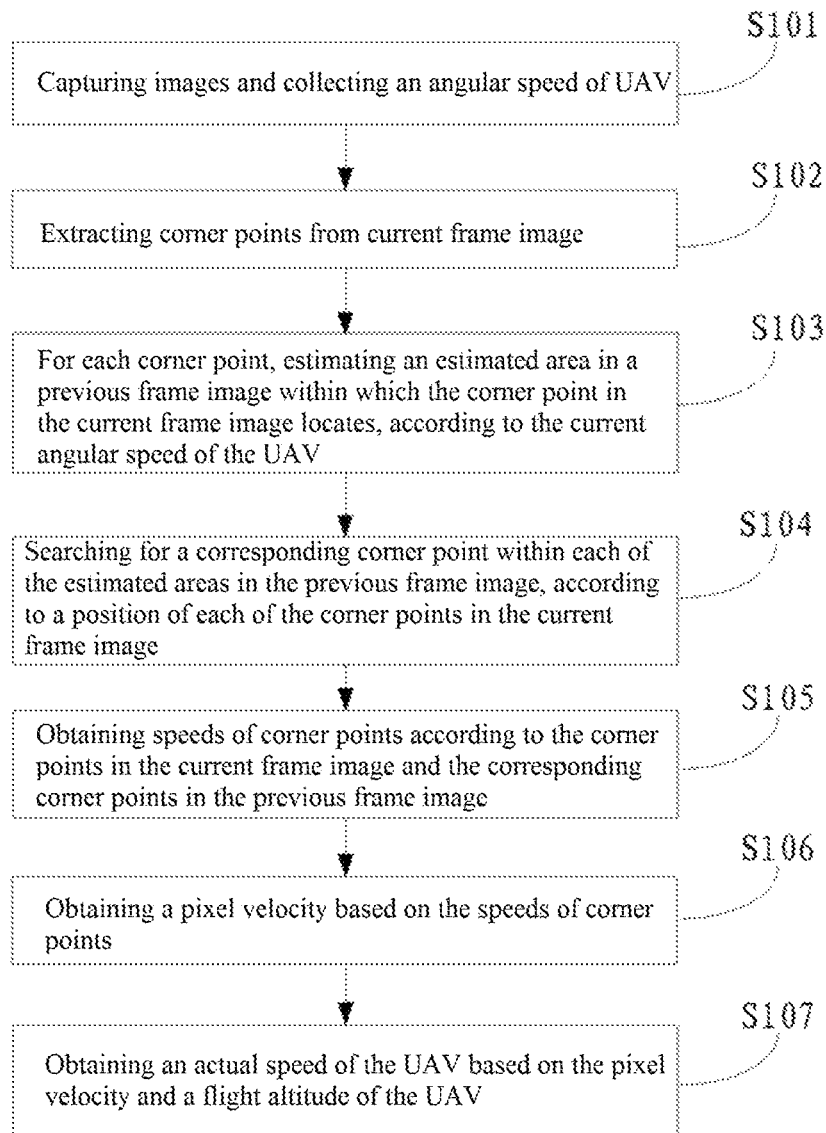 S101
Capturing images and collecting an angular speed of UAV
S102
Extracting corner points from current frame image
S103
For each corner point, estimating an estimated area in a
previous frame image within which the corner point in
the current frame image locates, according to the current
angular speed of the UAV
S104
Searching for a corresponding corner point within each of
the estimated areas in the previous frame image, according
to a position of each of the corner points in the current
frame image
S105
Obtaining speeds of corner points according to the corner
points in the current frame image and the corresponding
corner points in the previous frame image
S106
Obtaining a pixel velocity based on the speeds of corner
points
S107
Obtaining an actual speed of the UAV based on the pixel
velocity and a flight altitude of the UAV